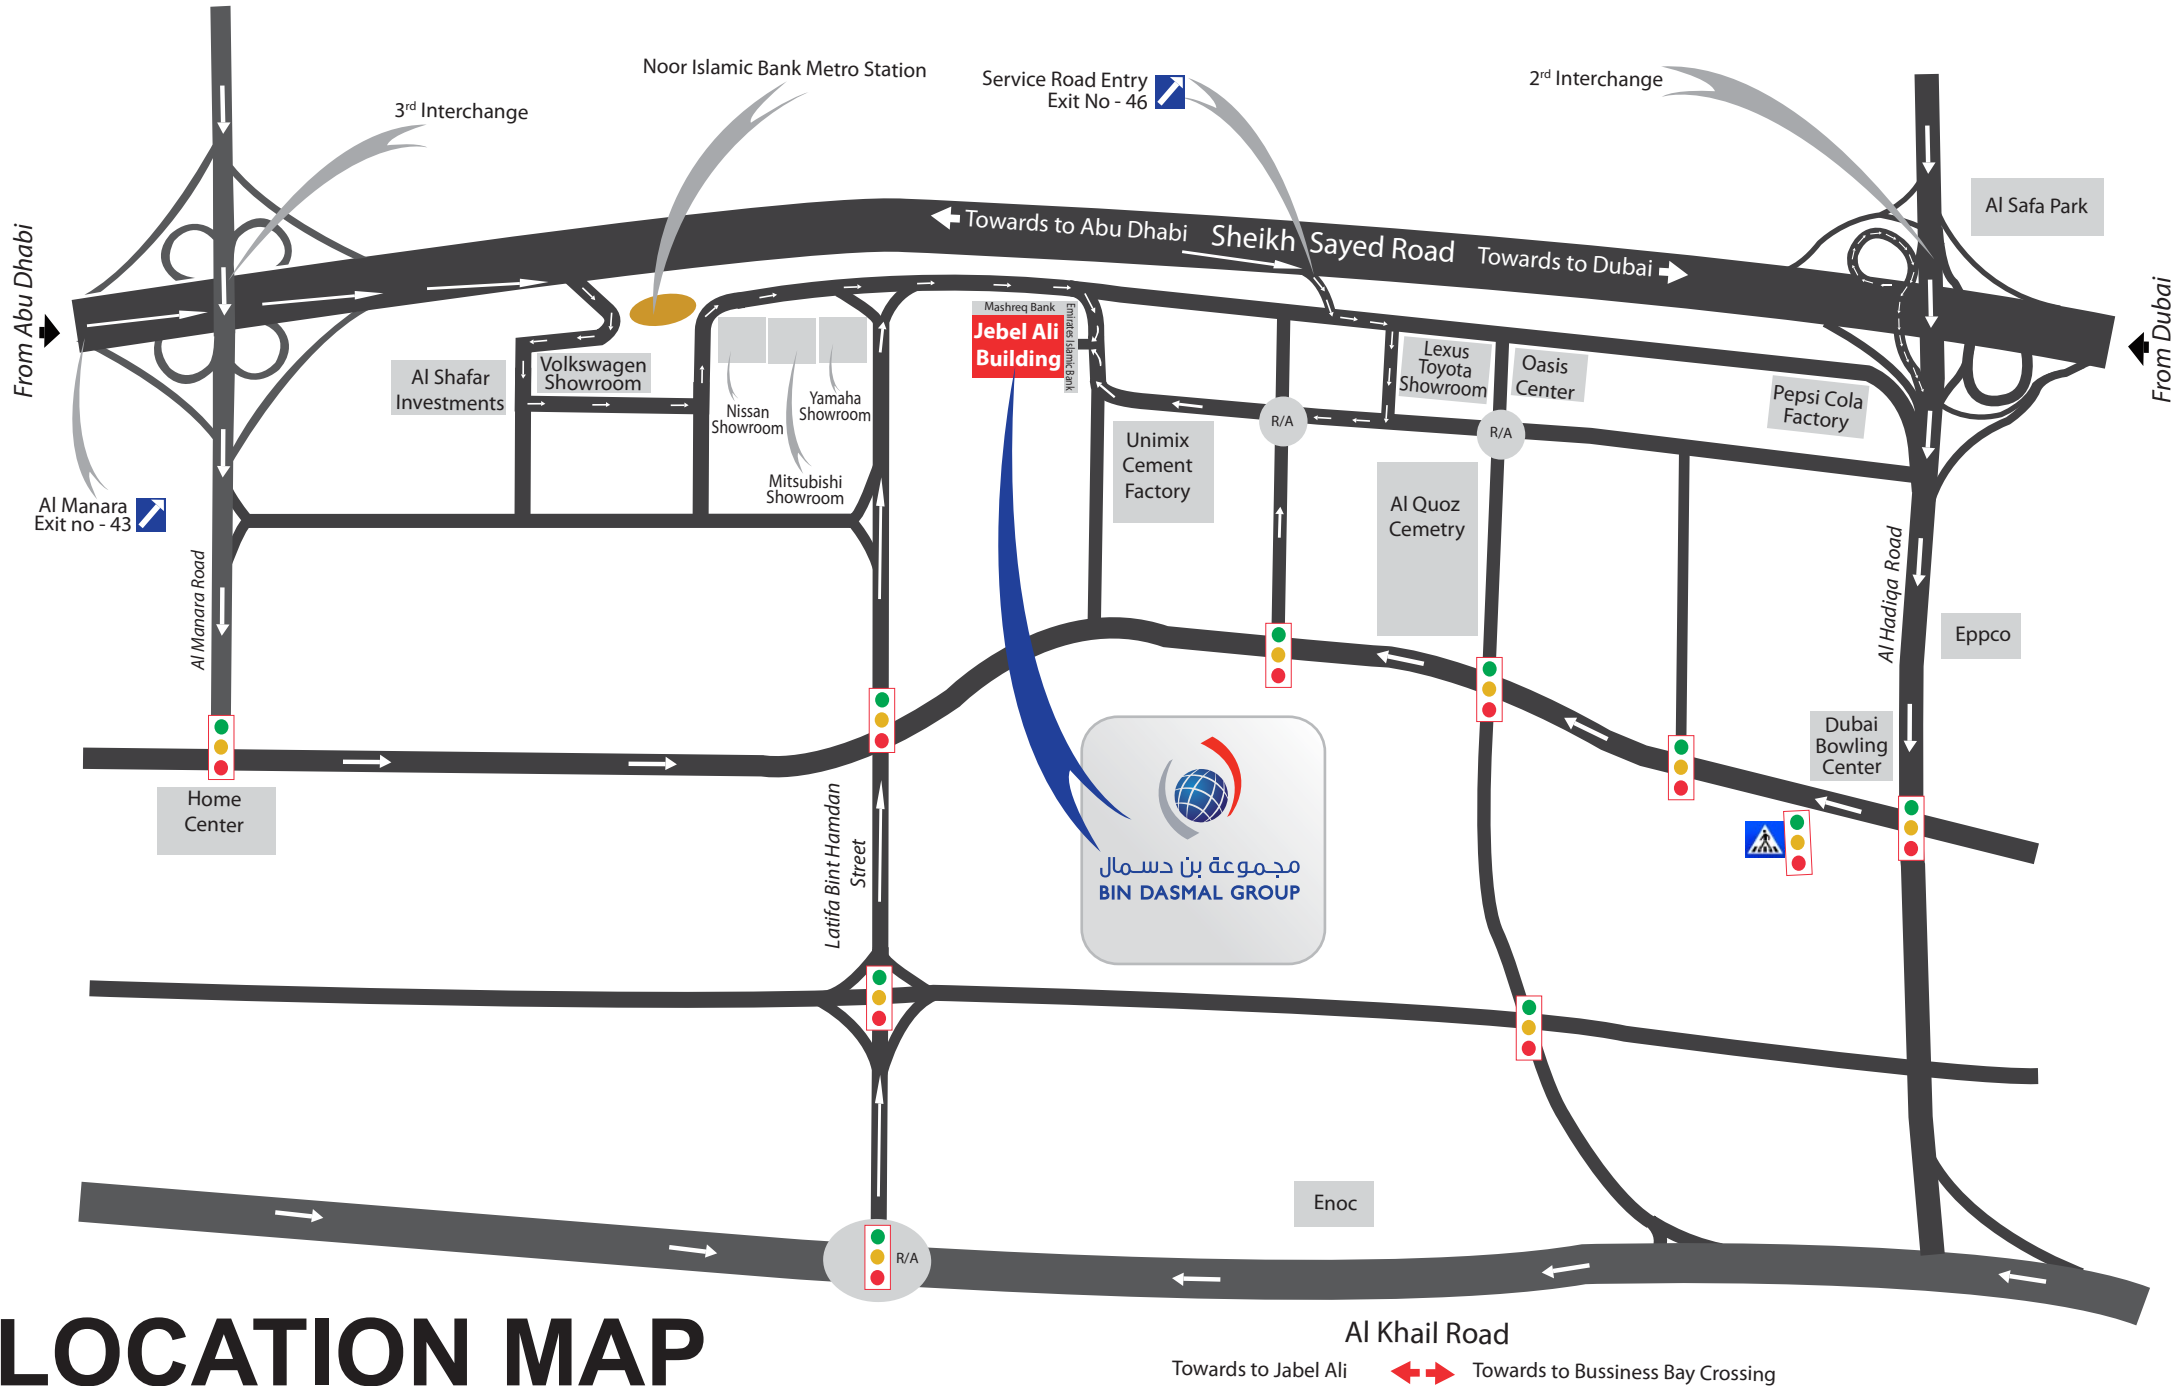 Noor Islamic Bank Metro Station
Service Road Entry
Exit No - 46
2rd Interchange
3rd Interchange
Al Safa Park
From Abu Dhabi
Towards to Abu Dhabi
Sheikh Sayed Road
Towards to Dubai
From Dubai
Mashreq Bank
Jebel Ali
Building
Emirates Islamic Bank
Al Shafar
Investments
Volkswagen
Showroom
Nissan
Showroom
Yamaha
Showroom
Mitsubishi
Showroom
Lexus
Toyota
Showroom
Oasis
Center
Pepsi Cola
Factory
R/A
R/A
Unimix
Cement
Factory
Al Quoz
Cemetry
Al Manara
Exit no - 43
Al Manara Road
Al Hadiqa Road
Eppco
Dubai
Bowling
Center
Home
Center
Latifa Bint Hamdan
Street
مجموعة بن دسمال
BIN DASMAL GROUP
Enoc
R/A
LOCATION MAP
Al Khail Road
Towards to Jabel Ali
Towards to Bussiness Bay Crossing